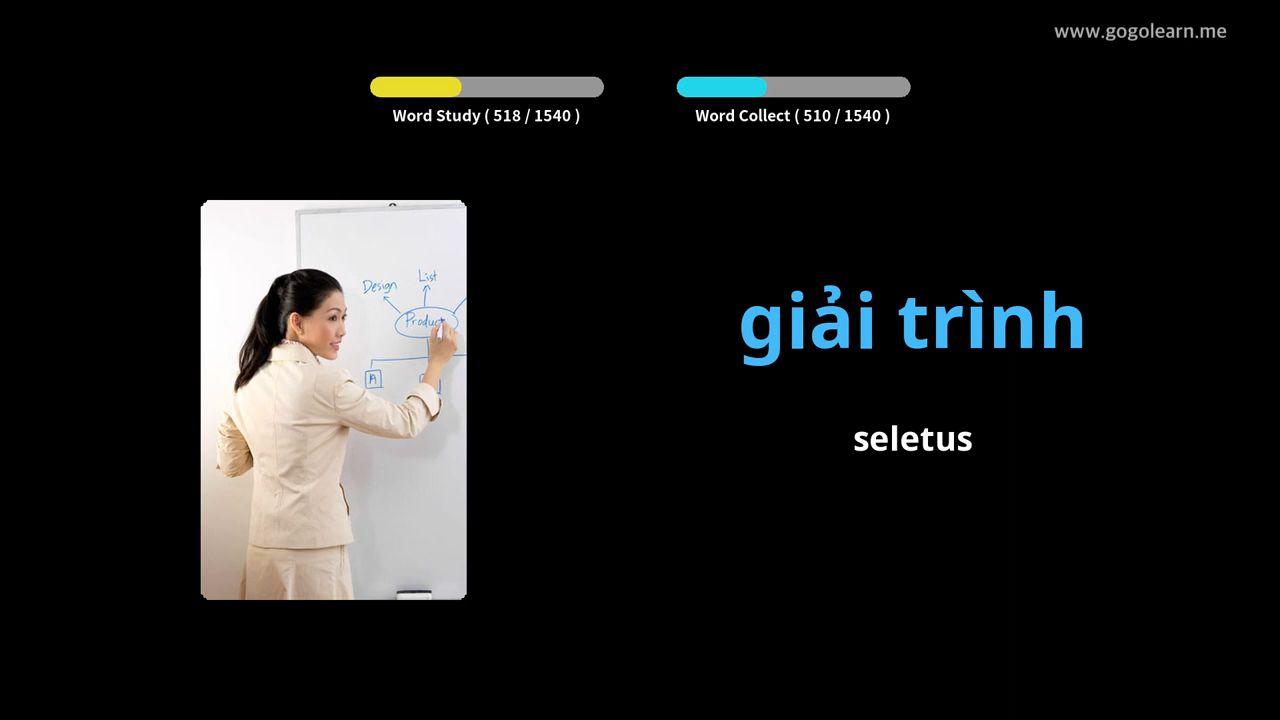 www.gogolearn.me
Word Study ( 518 / 1540 )
Word Collect ( 510 / 1540 )
Design
List
Product
A
giải trình
seletus